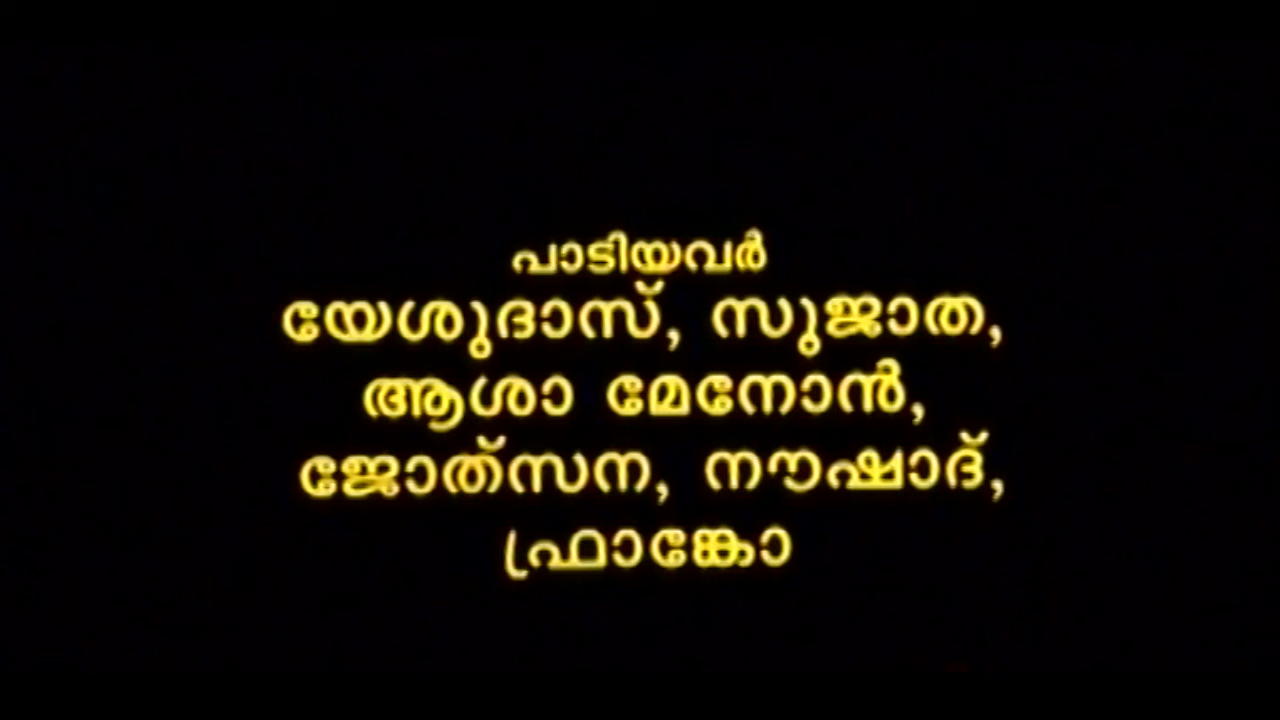 പാടിയവർ
യേശുദാസ്, സുജാത,
ആശാ മേനോൻ,
ജോത്സന, നൗഷാദ്,
ഫ്രാങ്കോ